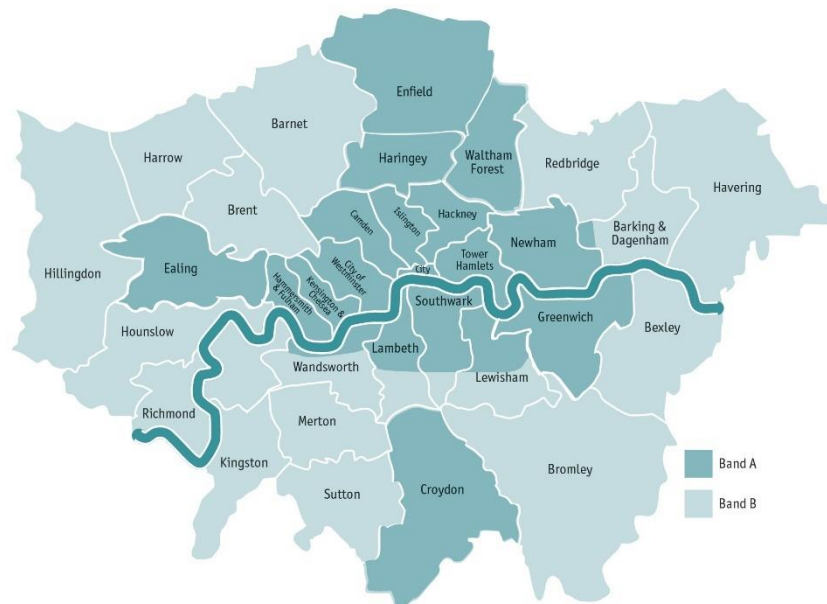 Enfield
Barnet
Harrow
Haringey
Waltham
Forest
Redbridge
Havering
Brent
Camden
Islington
Hackney
Barking &
Dagenham
Newham
Hillingdon
Ealing
City of
Westminster
City
Tower
Hamlets
Kensington &
Chelsea
Hammersmith
& Fulham
Southwark
Hounslow
Greenwich
Bexley
Lambeth
Wandsworth
Lewisham
Richmond
Merton
Kingston
Bromley
Sutton
Croydon
Band A
Band B